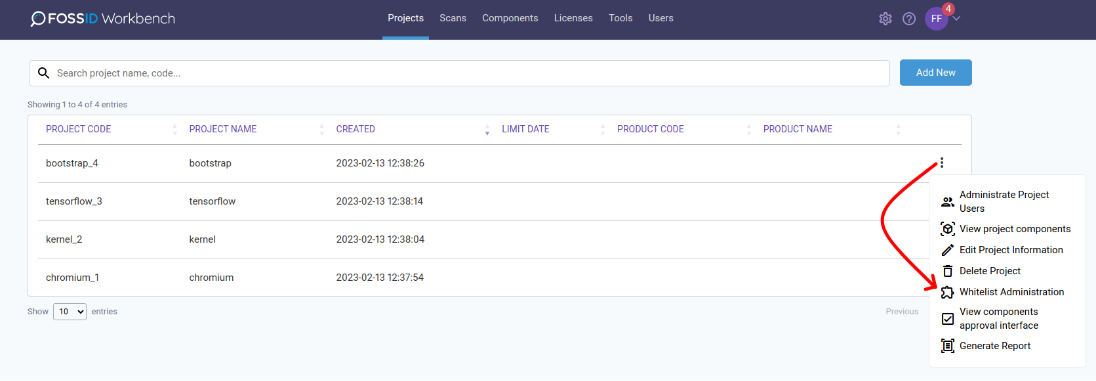 FOSSID Workbench Projects Scans Components Licenses Tools Users FF 4
Search project name, code... Add New
Showing 1 to 4 of 4 entries
PROJECT CODE PROJECT NAME CREATED LIMIT DATE PRODUCT CODE PRODUCT NAME
bootstrap_4 bootstrap 2023-02-13 12:38:26
tensorflow_3 tensorflow 2023-02-13 12:38:14
kernel_2 kernel 2023-02-13 12:38:04
chromium_1 chromium 2023-02-13 12:37:54
Show 10 entries Previous
Administrate Project
Users
View project components
Edit Project Information
Delete Project
Whitelist Administration
View components
approval interface
Generate Report